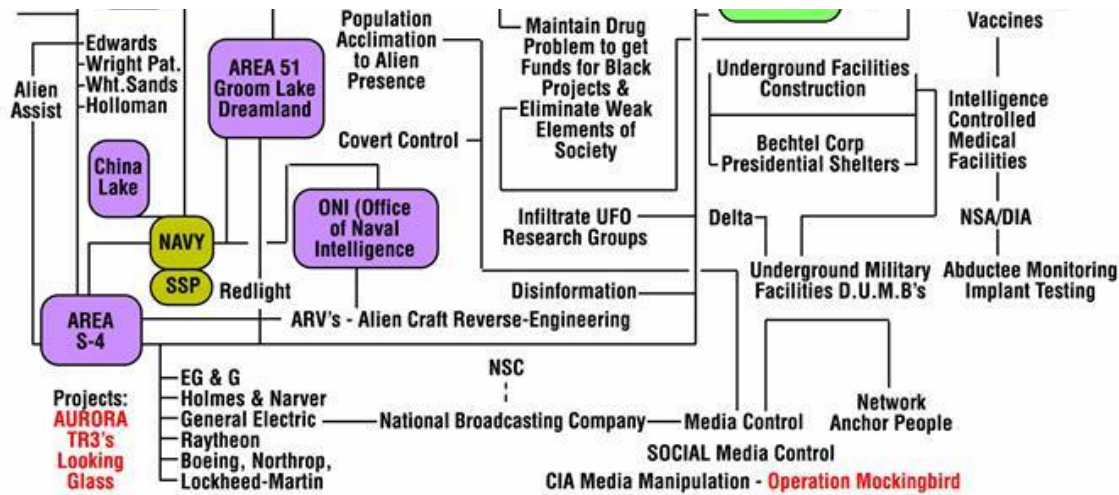 Population
Acclimation
to Alien
Presence
Maintain Drug
Problem to get
Funds for Black
Projects &
Eliminate Weak
Elements of
Society
Vaccines
Edwards
Wright Pat.
Wht.Sands
Holloman
Alien
Assist
AREA 51
Groom Lake
Dreamland
Underground Facilities
Construction
Bechtel Corp
Presidential Shelters
Intelligence
Controlled
Medical
Facilities
Covert Control
China
Lake
ONI (Office
of Naval
Intelligence
NAVY
SSP
Redlight
Infiltrate UFO
Research Groups
Delta
NSA/DIA
Underground Military
Facilities D.U.M.B's
Abductee Monitoring
Implant Testing
Disinformation
AREA
S-4
ARV's - Alien Craft Reverse-Engineering
NSC
Projects:
AURORA
TR3's
Looking
Glass
EG & G
Holmes & Narver
General Electric
Raytheon
Boeing, Northrop,
Lockheed-Martin
National Broadcasting Company
Media Control
Network
Anchor People
SOCIAL Media Control
CIA Media Manipulation - Operation Mockingbird